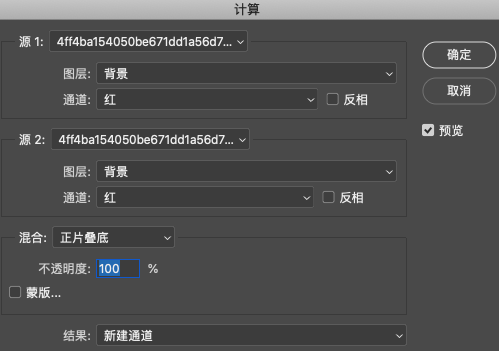 计算
源 1: 4ff4ba154050be671dd1a56d7...
图层: 背景
通道: 红 反相
源 2: 4ff4ba154050be671dd1a56d7...
图层: 背景
通道: 红 反相
混合: 正片叠底
不透明度: 100 %
蒙版...
结果: 新建通道
确定
取消
预览